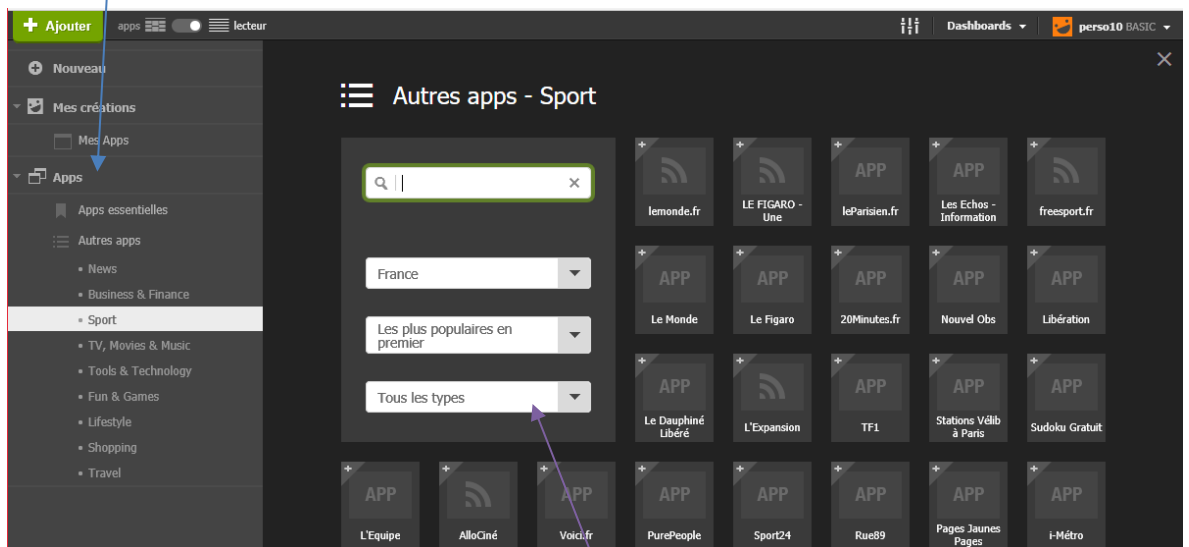 Ajouter apps lecteur Dashboards perso10 BASIC
Nouveau
Mes créations
Mes Apps
Apps
Apps essentielles
Autres apps
News
Business & Finance
Sport
TV, Movies & Music
Tools & Technology
Fun & Games
Lifestyle
Shopping
Travel
Autres apps - Sport
France
Les plus populaires en
premier
Tous les types
lemonde.fr
LE FIGARO -
Une
APP
leParisien.fr
APP
Les Echos -
Information
freesport.fr
APP
Le Monde
APP
Le Figaro
APP
20Minutes.fr
APP
Nouvel Obs
APP
Libération
APP
Le Dauphiné
Libéré
L'Expansion
APP
TF1
APP
Stations Vélib
à Paris
APP
Sudoku Gratuit
APP
L'Equipe
AlloCiné
APP
Voici.fr
APP
PurePeople
APP
Sport24
APP
Rue89
APP
Pages Jaunes
Pages
APP
i-Métro